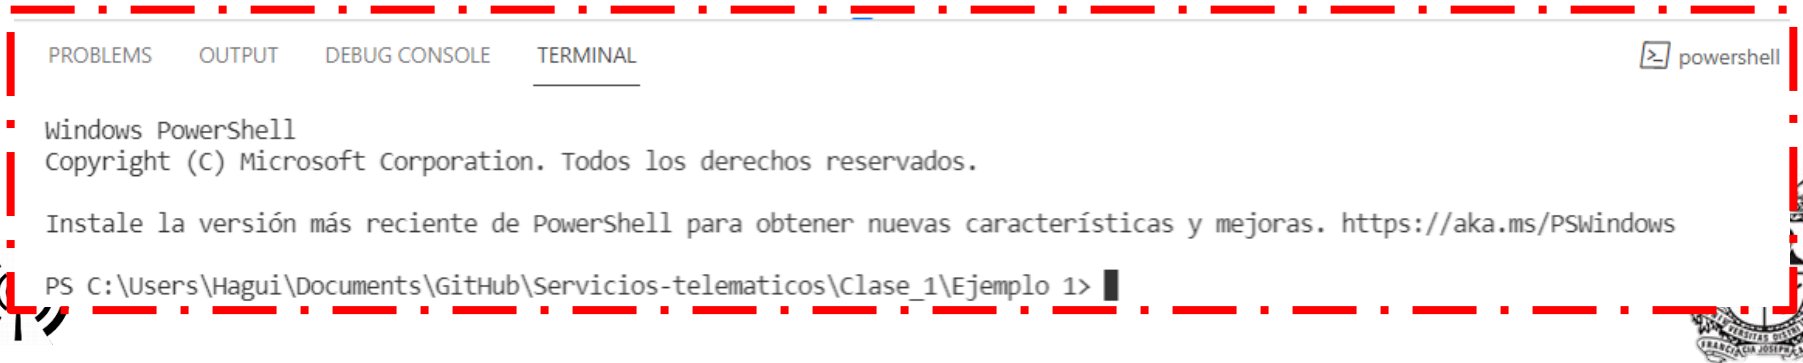 PROBLEMS OUTPUT DEBUG CONSOLE TERMINAL powershell
Windows PowerShell
Copyright (C) Microsoft Corporation. Todos los derechos reservados.
Instale la versión más reciente de PowerShell para obtener nuevas características y mejoras. https://aka.ms/PSWindows
PS C:\Users\Hagui\Documents\GitHub\Servicios-telematicos\Clase_1\Ejemplo 1>